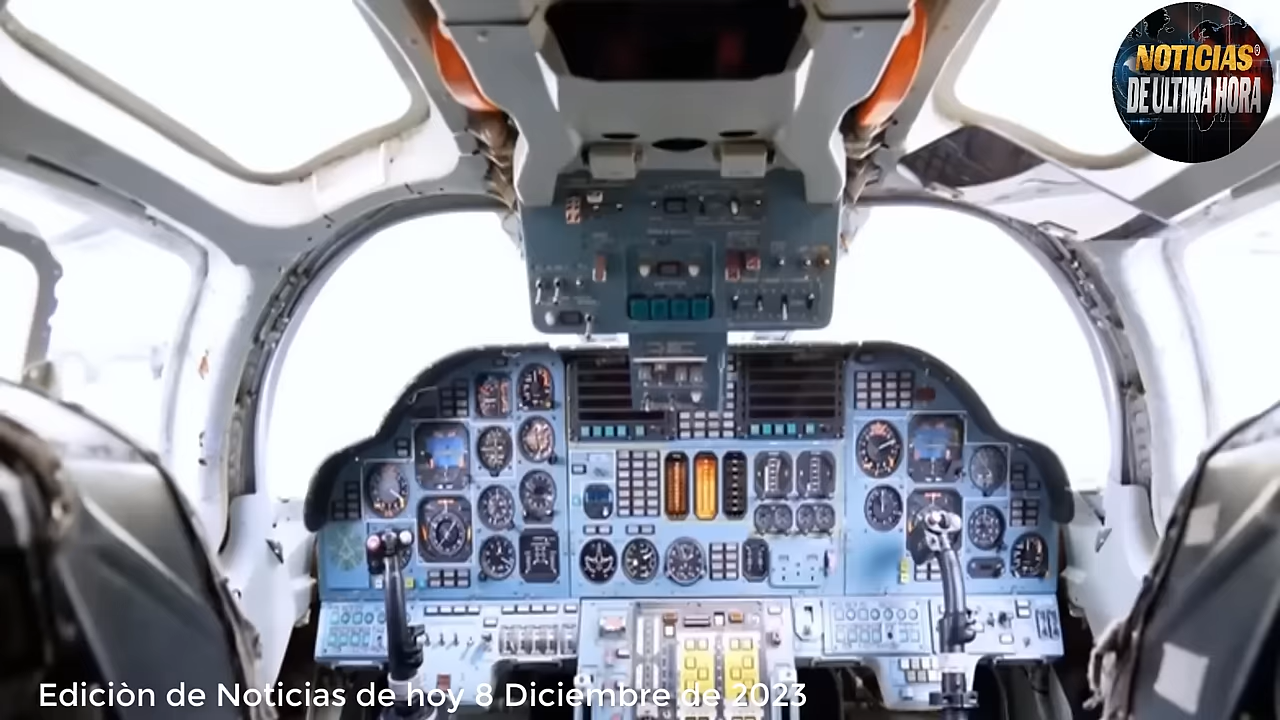 NOTICIAS®
DE ULTIMA HORA
Ediciòn de Noticias de hoy 8 Diciembre de 2023